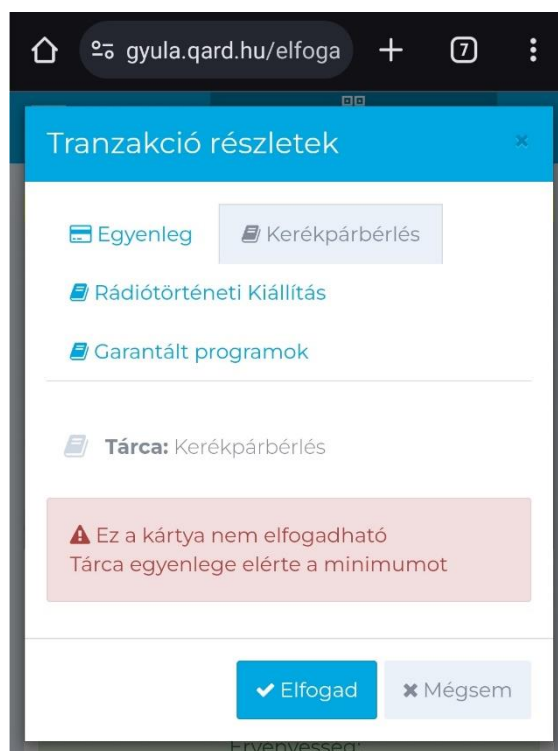 gyula.qard.hu/elfoga
7
Tranzakció részletek
×
Egyenleg
Kerékpárbérlés
Rádiótörténeti Kiállítás
Garantált programok
Tárca: Kerékpárbérlés
Ez a kártya nem elfogadható
Tárca egyenlege elérte a minimumot
Elfogad
Mégsem
Érvényesség: